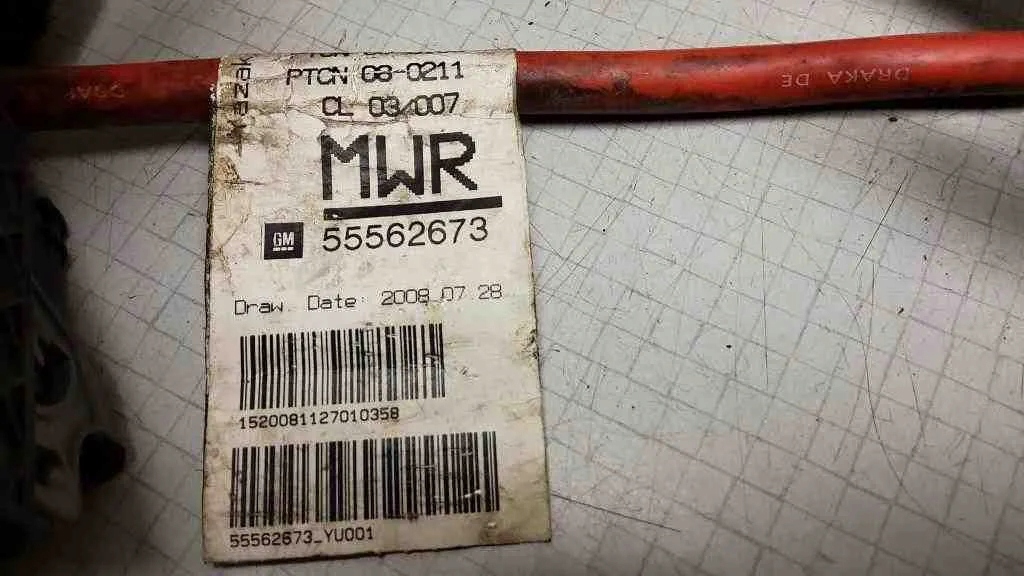 PTCN 08-0211
CL 03/007
MWR
GM
55562673
Draw. Date: 2008 07 28
1520081127010358
55562673_YU001
DRAKA DE